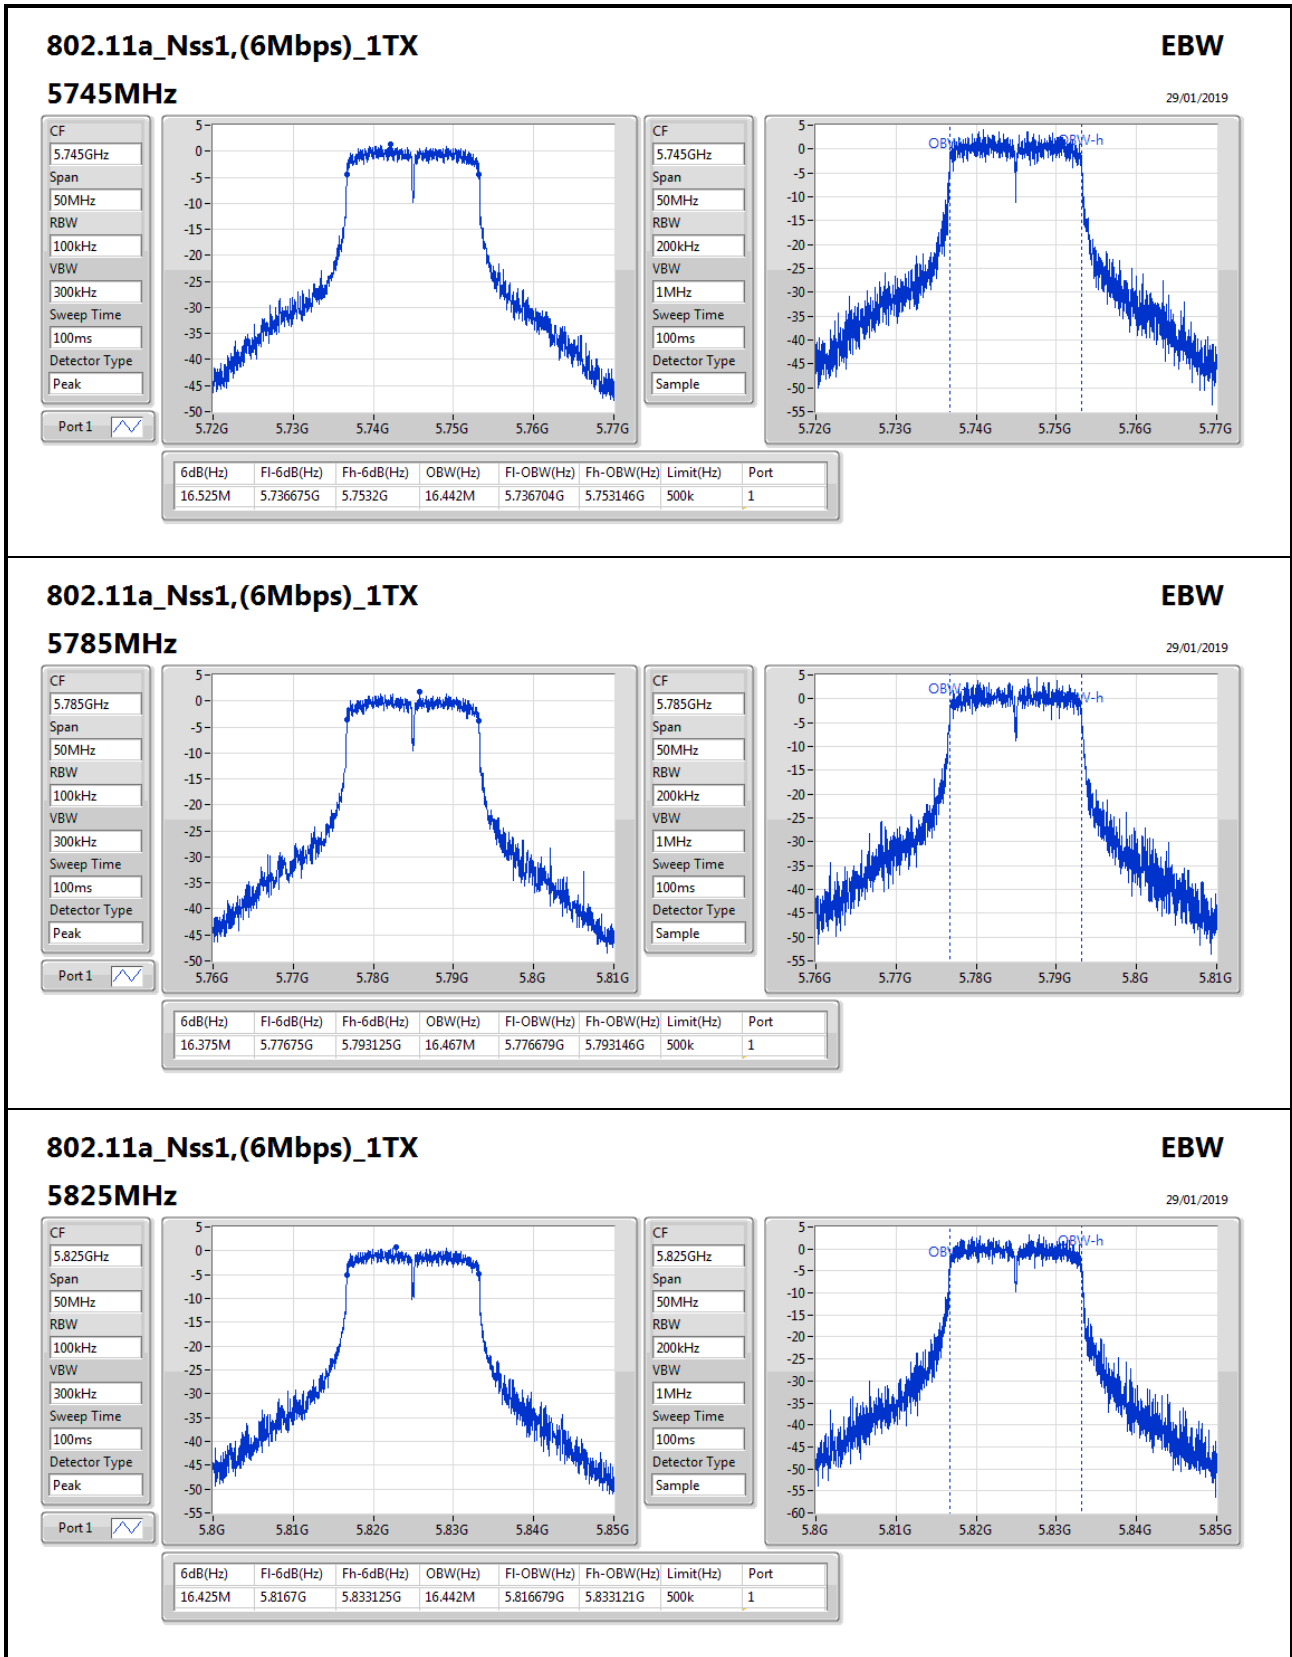 802.11a_Nss1,(6Mbps)_1TX EBW
5745MHz 29/01/2019
CF
5.745GHz
Span
50MHz
RBW
100kHz
VBW
300kHz
Sweep Time
100ms
Detector Type
Peak
Port 1
5
0
-5
-10
-15
-20
-25
-30
-35
-40
-45
-50
5.72G 5.73G 5.74G 5.75G 5.76G 5.77G
CF
5.745GHz
Span
50MHz
RBW
200kHz
VBW
1MHz
Sweep Time
100ms
Detector Type
Sample
5
0
-5
-10
-15
-20
-25
-30
-35
-40
-45
-50
-55
5.72G 5.73G 5.74G 5.75G 5.76G 5.77G
OBW-h
6dB(Hz) Fl-6dB(Hz) Fh-6dB(Hz) OBW(Hz) Fl-OBW(Hz) Fh-OBW(Hz) Limit(Hz) Port
16.525M 5.736675G 5.7532G 16.442M 5.736704G 5.753146G 500k 1
802.11a_Nss1,(6Mbps)_1TX EBW
5785MHz 29/01/2019
CF
5.785GHz
Span
50MHz
RBW
100kHz
VBW
300kHz
Sweep Time
100ms
Detector Type
Peak
Port 1
5
0
-5
-10
-15
-20
-25
-30
-35
-40
-45
-50
5.76G 5.77G 5.78G 5.79G 5.8G 5.81G
CF
5.785GHz
Span
50MHz
RBW
200kHz
VBW
1MHz
Sweep Time
100ms
Detector Type
Sample
5
0
-5
-10
-15
-20
-25
-30
-35
-40
-45
-50
-55
5.76G 5.77G 5.78G 5.79G 5.8G 5.81G
6dB(Hz) Fl-6dB(Hz) Fh-6dB(Hz) OBW(Hz) Fl-OBW(Hz) Fh-OBW(Hz) Limit(Hz) Port
16.375M 5.77675G 5.793125G 16.467M 5.776679G 5.793146G 500k 1
802.11a_Nss1,(6Mbps)_1TX EBW
5825MHz 29/01/2019
CF
5.825GHz
Span
50MHz
RBW
100kHz
VBW
300kHz
Sweep Time
100ms
Detector Type
Peak
Port 1
5
0
-5
-10
-15
-20
-25
-30
-35
-40
-45
-50
-55
5.8G 5.81G 5.82G 5.83G 5.84G 5.85G
CF
5.825GHz
Span
50MHz
RBW
200kHz
VBW
1MHz
Sweep Time
100ms
Detector Type
Sample
5
0
-5
-10
-15
-20
-25
-30
-35
-40
-45
-50
-55
-60
5.8G 5.81G 5.82G 5.83G 5.84G 5.85G
OBW-h
6dB(Hz) Fl-6dB(Hz) Fh-6dB(Hz) OBW(Hz) Fl-OBW(Hz) Fh-OBW(Hz) Limit(Hz) Port
16.425M 5.8167G 5.833125G 16.442M 5.816679G 5.833121G 500k 1